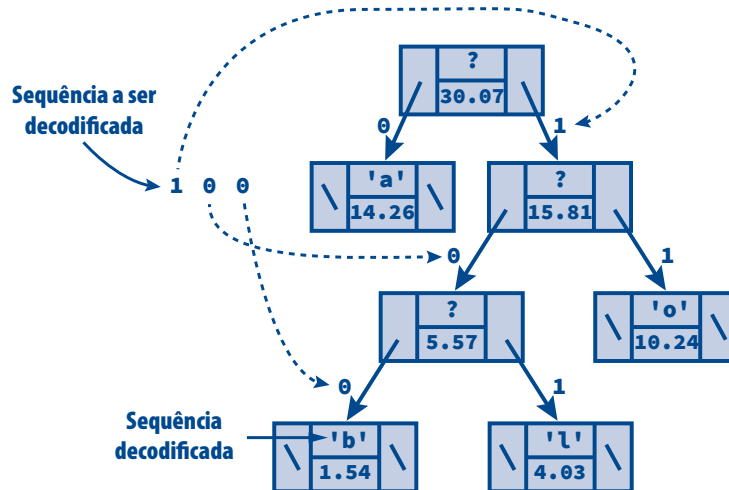 ?
30.07
Sequência a ser
decodificada
0
1
1 0 0
'a'
14.26
?
15.81
0
1
?
5.57
'o'
10.24
0
1
Sequência
decodificada
'b'
1.54
'l'
4.03